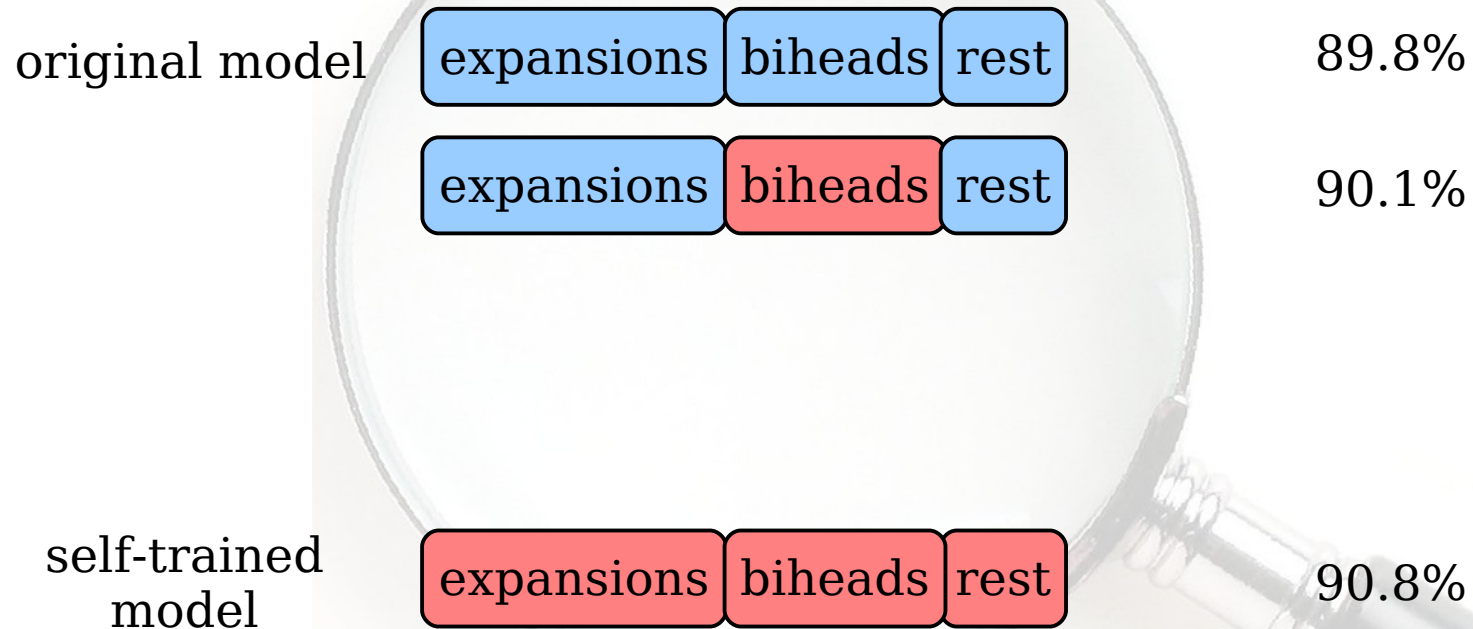 original model expansions biheads rest 89.8%
expansions biheads rest 90.1%
self-trained
model
expansions biheads rest 90.8%